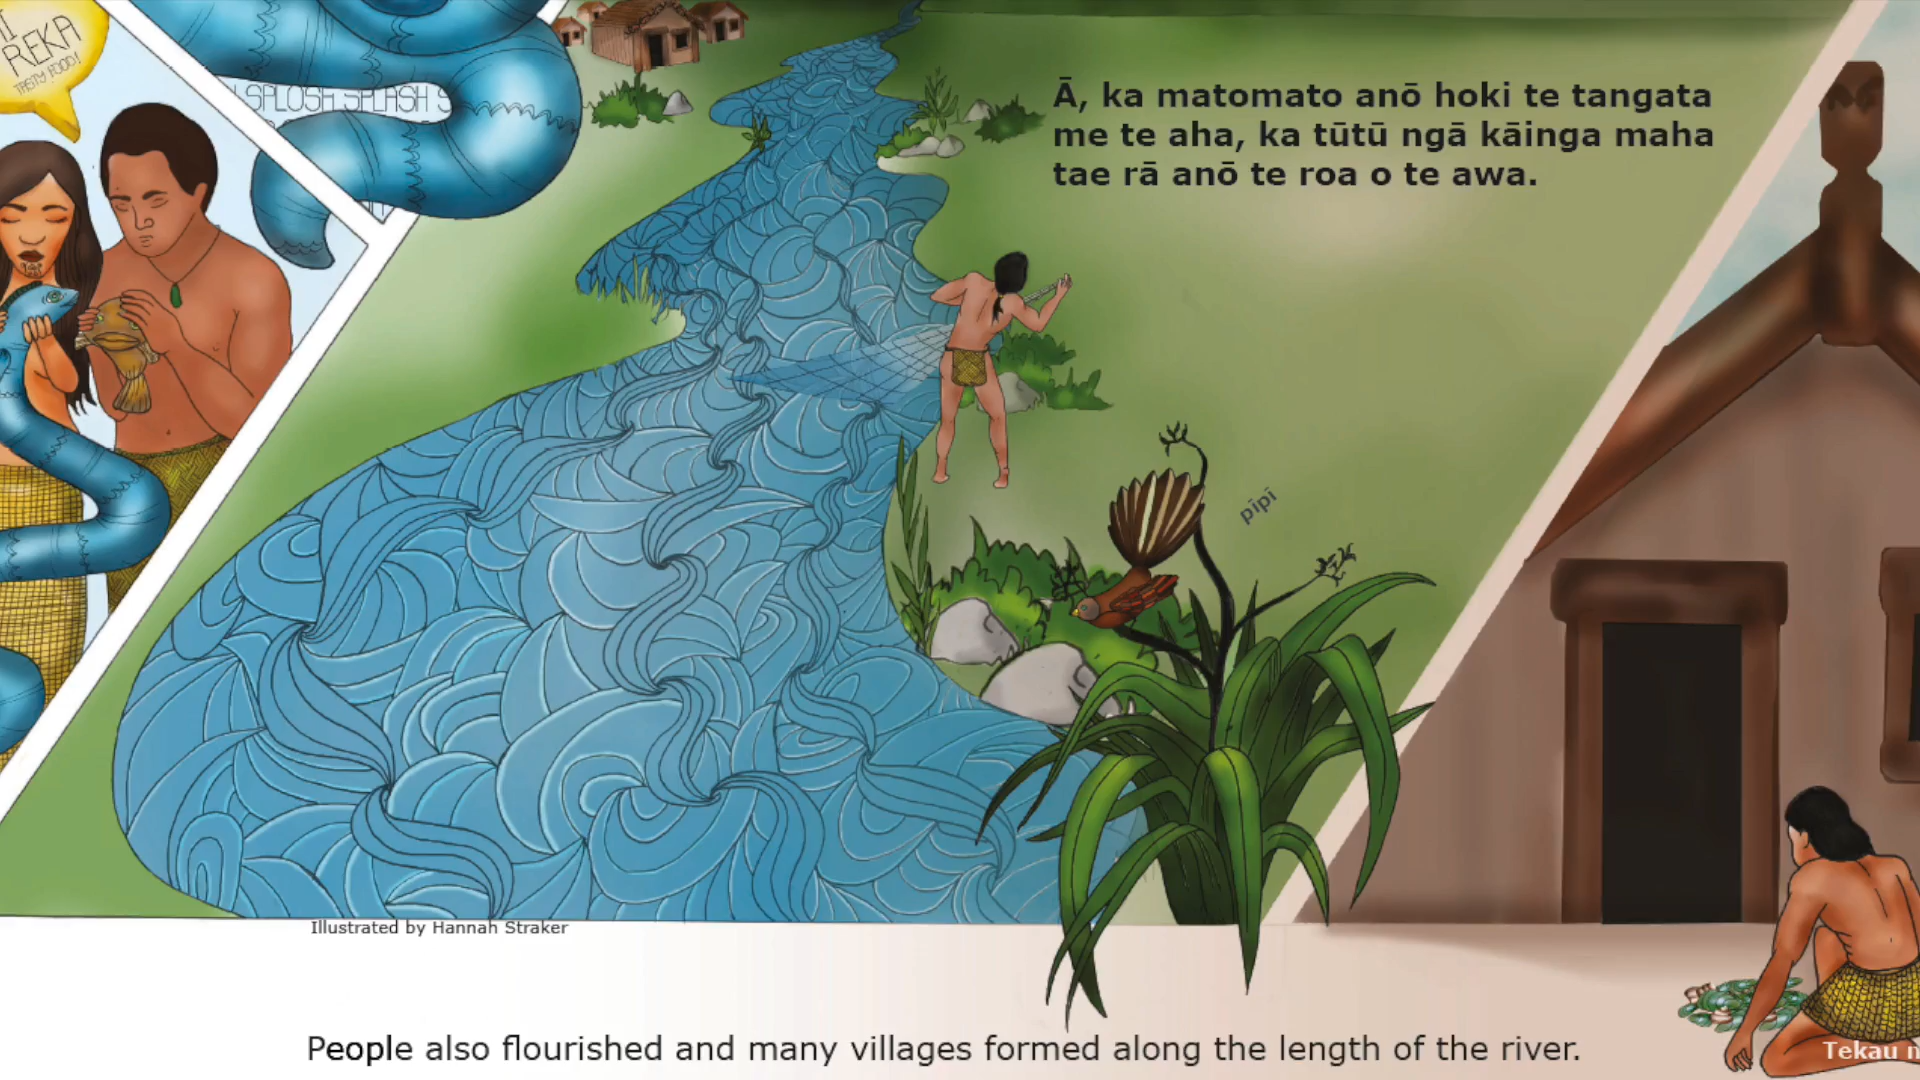 REKA
TASTY FOOD!
SPLOSH SPLASH S
Ā, ka matomato anō hoki te tangata
me te aha, ka tūtū ngā kāinga maha
tae rā anō te roa o te awa.
pīpī
Illustrated by Hannah Straker
People also flourished and many villages formed along the length of the river.
Tekau